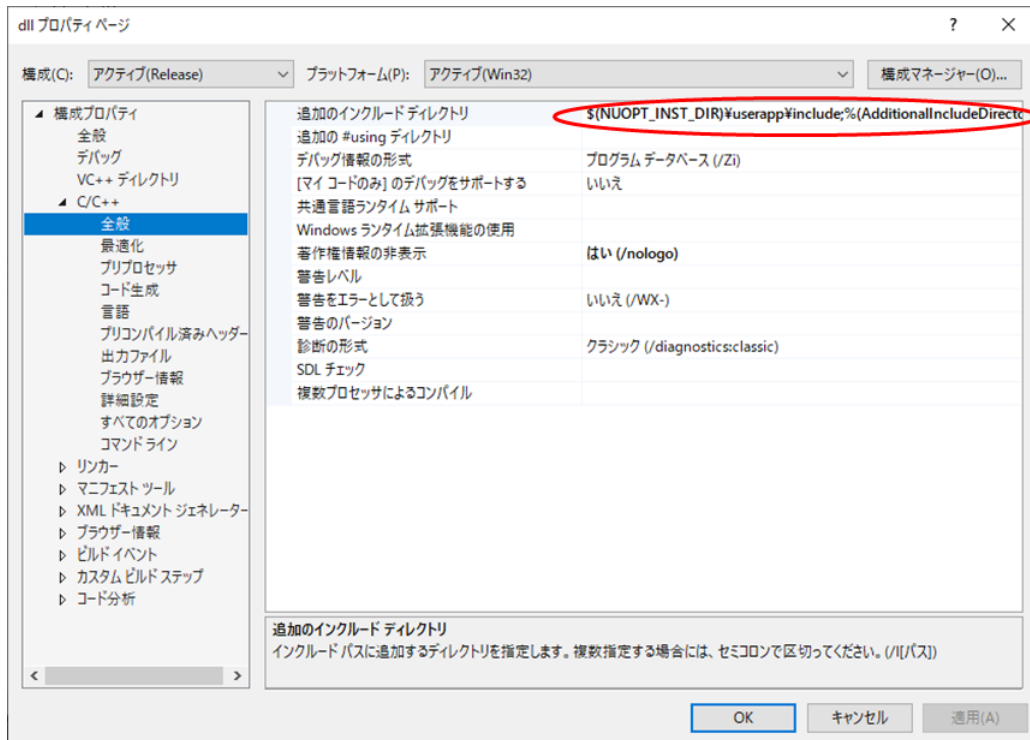 dll プロパティ ページ
?
構成(C): アクティブ(Release) プラットフォーム(P): アクティブ(Win32) 構成マネージャー(O)...
構成プロパティ
全般
デバッグ
VC++ ディレクトリ
C/C++
全般
最適化
プリプロセッサ
コード生成
言語
プリコンパイル済みヘッダー
出力ファイル
ブラウザー情報
詳細設定
すべてのオプション
コマンド ライン
リンカー
マニフェスト ツール
XML ドキュメント ジェネレーター
ブラウザー情報
ビルド イベント
カスタム ビルド ステップ
コード分析
追加のインクルード ディレクトリ $(NUOPT_INST_DIR)¥userapp¥include;%(AdditionalIncludeDirecto
追加の #using ディレクトリ
デバッグ情報の形式 プログラム データベース (/Zi)
[マイ コードのみ] のデバッグをサポートする いいえ
共通言語ランタイム サポート
Windows ランタイム拡張機能の使用
著作権情報の非表示 はい (/nologo)
警告レベル
警告をエラーとして扱う いいえ (/WX-)
警告のバージョン
診断の形式 クラシック (/diagnostics:classic)
SDL チェック
複数プロセッサによるコンパイル
追加のインクルード ディレクトリ
インクルード パスに追加するディレクトリを指定します。複数指定する場合には、セミコロンで区切ってください。(/I[パス])
OK キャンセル 適用(A)